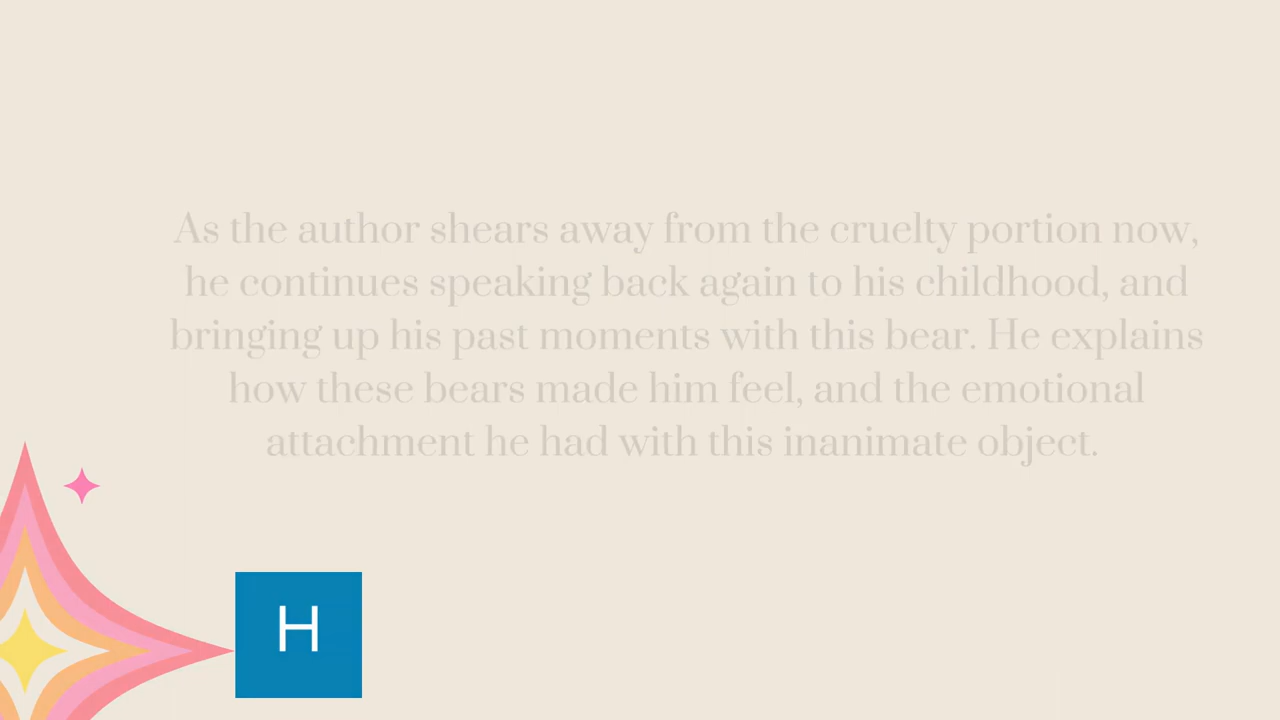 As the author shears away from the cruelty portion now,
he continues speaking back again to his childhood, and
bringing up his past moments with this bear. He explains
how these bears made him feel, and the emotional
attachment he had with this inanimate object.
H